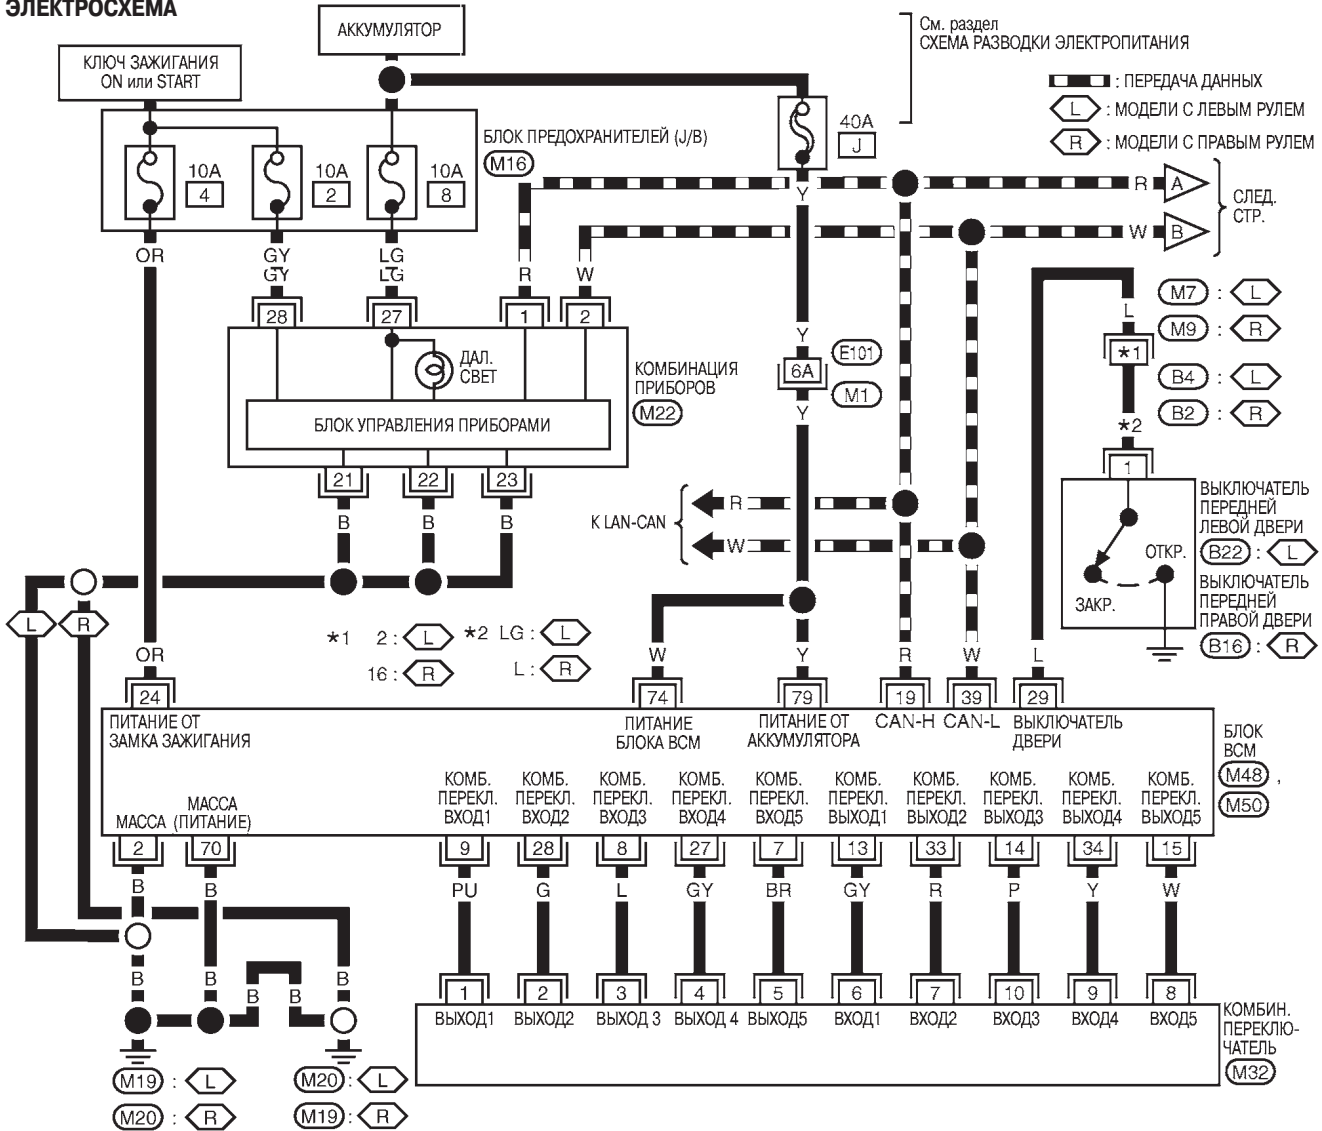 ЭЛЕКТРОСХЕМА
АККУМУЛЯТОР
КЛЮЧ ЗАЖИГАНИЯ
ON или START
См. раздел
СХЕМА РАЗВОДКИ ЭЛЕКТРОПИТАНИЯ
: ПЕРЕДАЧА ДАННЫХ
L : МОДЕЛИ С ЛЕВЫМ РУЛЕМ
R : МОДЕЛИ С ПРАВЫМ РУЛЕМ
БЛОК ПРЕДОХРАНИТЕЛЕЙ (J/B)
M16
10A
4
10A
2
10A
8
40A
J
R A
W B
СЛЕД.
СТР.
OR
GY
GY
LG
LG
R
W
Y
28
27
1
2
ДАЛ.
СВЕТ
БЛОК УПРАВЛЕНИЯ ПРИБОРАМИ
КОМБИНАЦИЯ
ПРИБОРОВ
M22
Y
6A
Y
E101
M1
L
*1
*2
1
M7 : L
M9 : R
B4 : L
B2 : R
21
22
23
B
B
B
К LAN-CAN
R
W
ОТКР.
ЗАКР.
ВЫКЛЮЧАТЕЛЬ
ПЕРЕДНЕЙ
ЛЕВОЙ ДВЕРИ
B22 : L
ВЫКЛЮЧАТЕЛЬ
ПЕРЕДНЕЙ
ПРАВОЙ ДВЕРИ
B16 : R
L
R
*1 2 : L
16 : R
*2 LG : L
L : R
OR
W
Y
R
W
L
24
74
79
19
39
29
ПИТАНИЕ ОТ
ЗАМКА ЗАЖИГАНИЯ
ПИТАНИЕ
БЛОКА BCM
ПИТАНИЕ ОТ
АККУМУЛЯТОРА
CAN-H
CAN-L
ВЫКЛЮЧАТЕЛЬ
ДВЕРИ
БЛОК
BCM
M48 ,
M50
МАССА
МАССА
(ПИТАНИЕ)
КОМБ.
ПЕРЕКЛ.
ВХОД1
КОМБ.
ПЕРЕКЛ.
ВХОД2
КОМБ.
ПЕРЕКЛ.
ВХОД3
КОМБ.
ПЕРЕКЛ.
ВХОД4
КОМБ.
ПЕРЕКЛ.
ВХОД5
КОМБ.
ПЕРЕКЛ.
ВЫХОД1
КОМБ.
ПЕРЕКЛ.
ВЫХОД2
КОМБ.
ПЕРЕКЛ.
ВЫХОД3
КОМБ.
ПЕРЕКЛ.
ВЫХОД4
КОМБ.
ПЕРЕКЛ.
ВЫХОД5
2
70
9
28
8
27
7
13
33
14
34
15
B
B
PU
G
L
GY
BR
GY
R
P
Y
W
B
B
B
B
B
1
2
3
4
5
6
7
10
9
8
ВЫХОД1
ВЫХОД2
ВЫХОД 3
ВЫХОД 4
ВЫХОД5
ВХОД1
ВХОД2
ВХОД3
ВХОД4
ВХОД5
КОМБИН.
ПЕРЕКЛЮ-
ЧАТЕЛЬ
M32
M19 : L
M20 : R
M20 : L
M19 : R